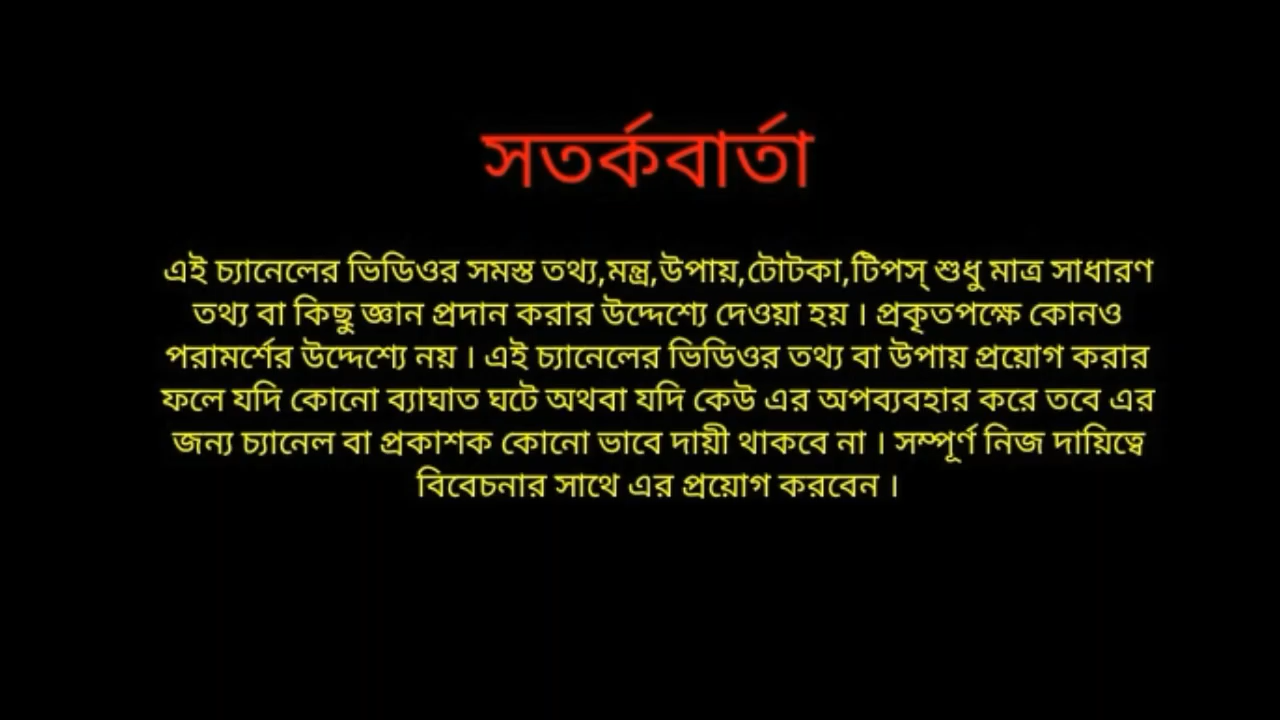 সতর্কবার্তা
এই চ্যানেলের ভিডিওর সমস্ত তথ্য,মন্ত্র,উপায়,টোটকা,টিপস্ শুধু মাত্র সাধারণ
তথ্য বা কিছু জ্ঞান প্রদান করার উদ্দেশ্যে দেওয়া হয় । প্রকৃতপক্ষে কোনও
পরামর্শের উদ্দেশ্যে নয় । এই চ্যানেলের ভিডিওর তথ্য বা উপায় প্রয়োগ করার
ফলে যদি কোনো ব্যাঘাত ঘটে অথবা যদি কেউ এর অপব্যবহার করে তবে এর
জন্য চ্যানেল বা প্রকাশক কোনো ভাবে দায়ী থাকবে না । সম্পূর্ণ নিজ দায়িত্বে
বিবেচনার সাথে এর প্রয়োগ করবেন ।